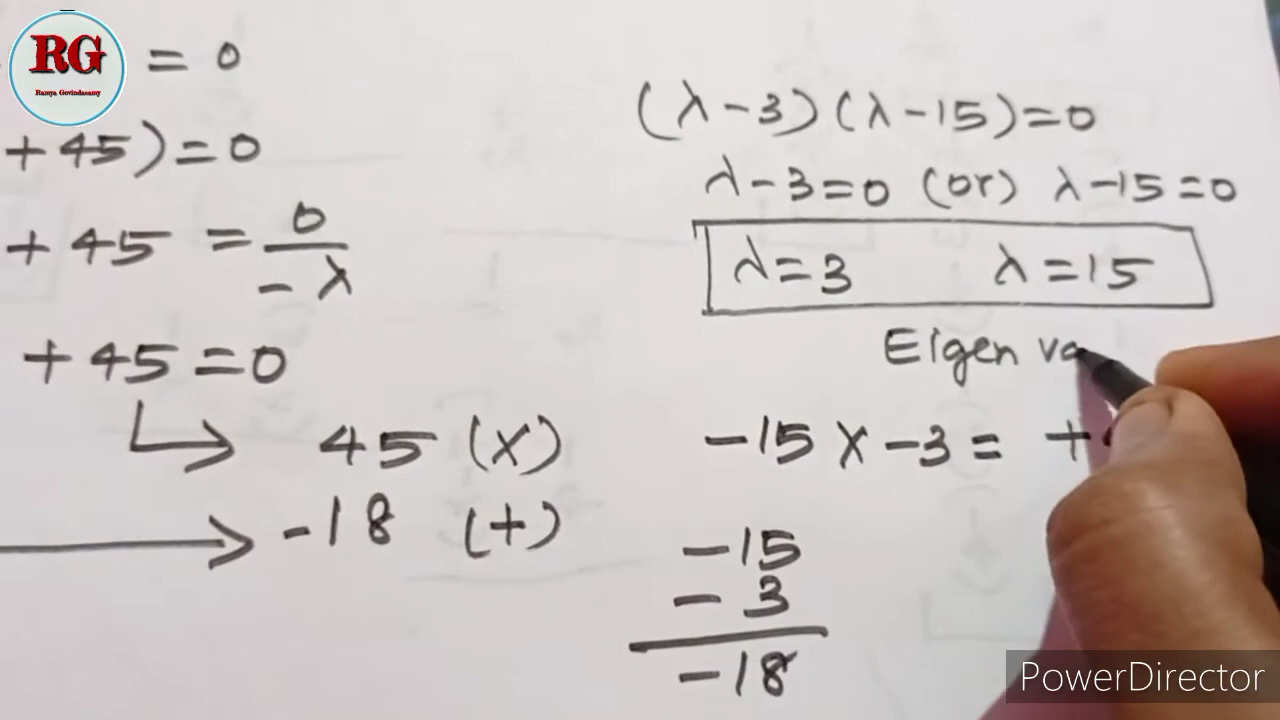 RG
Ramya Govindasamy
= 0
+ 45) = 0
+ 45 = 0 / -λ
+ 45 = 0
45 (x)
-18 (+)
(λ - 3) (λ - 15) = 0
λ - 3 = 0 (or) λ - 15 = 0
λ = 3 λ = 15
Eigen va
-15 x -3 = +
-15
- 3
-18
PowerDirector